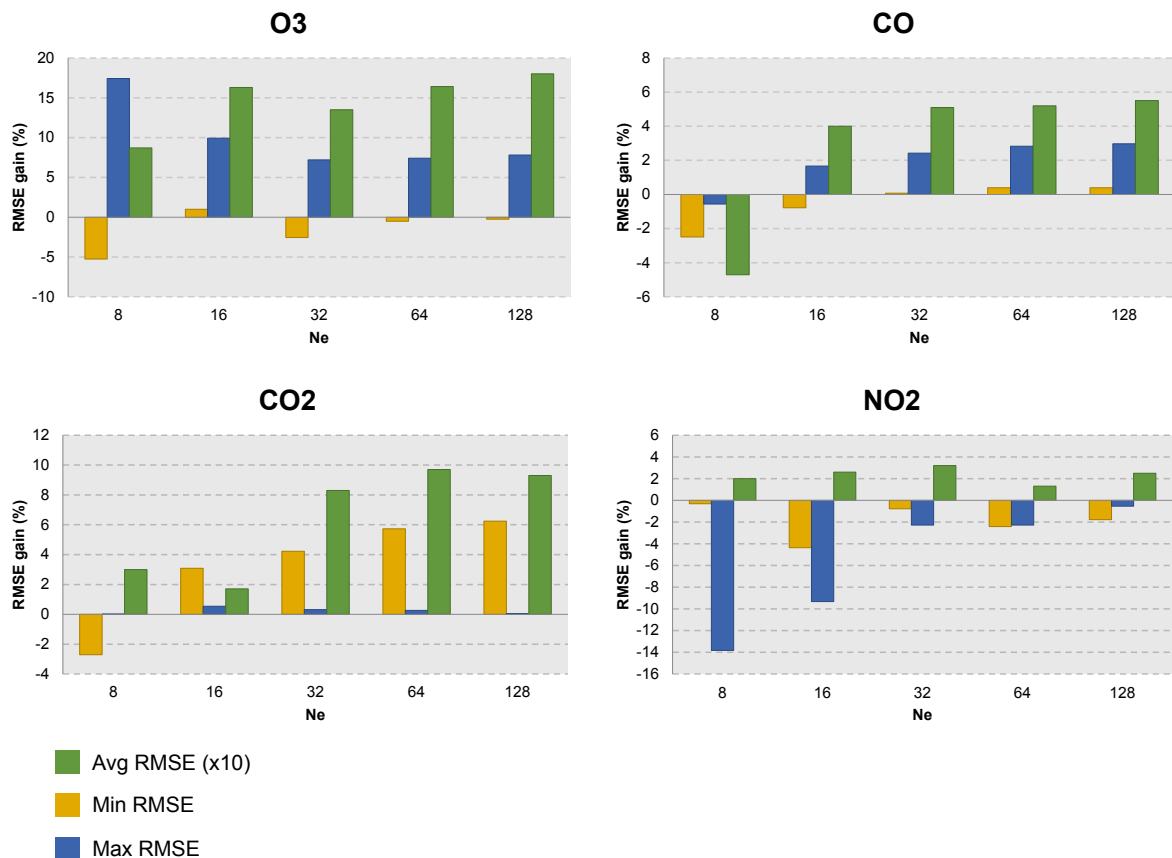 O3
RMSE gain (%)
20
15
10
5
0
-5
-10
8 16 32 64 128
Ne
CO
RMSE gain (%)
8
6
4
2
0
-2
-4
-6
8 16 32 64 128
Ne
CO2
RMSE gain (%)
12
10
8
6
4
2
0
-2
-4
8 16 32 64 128
Ne
NO2
RMSE gain (%)
6
4
2
0
-2
-4
-6
-8
-10
-12
-14
-16
8 16 32 64 128
Ne
Avg RMSE (x10)
Min RMSE
Max RMSE